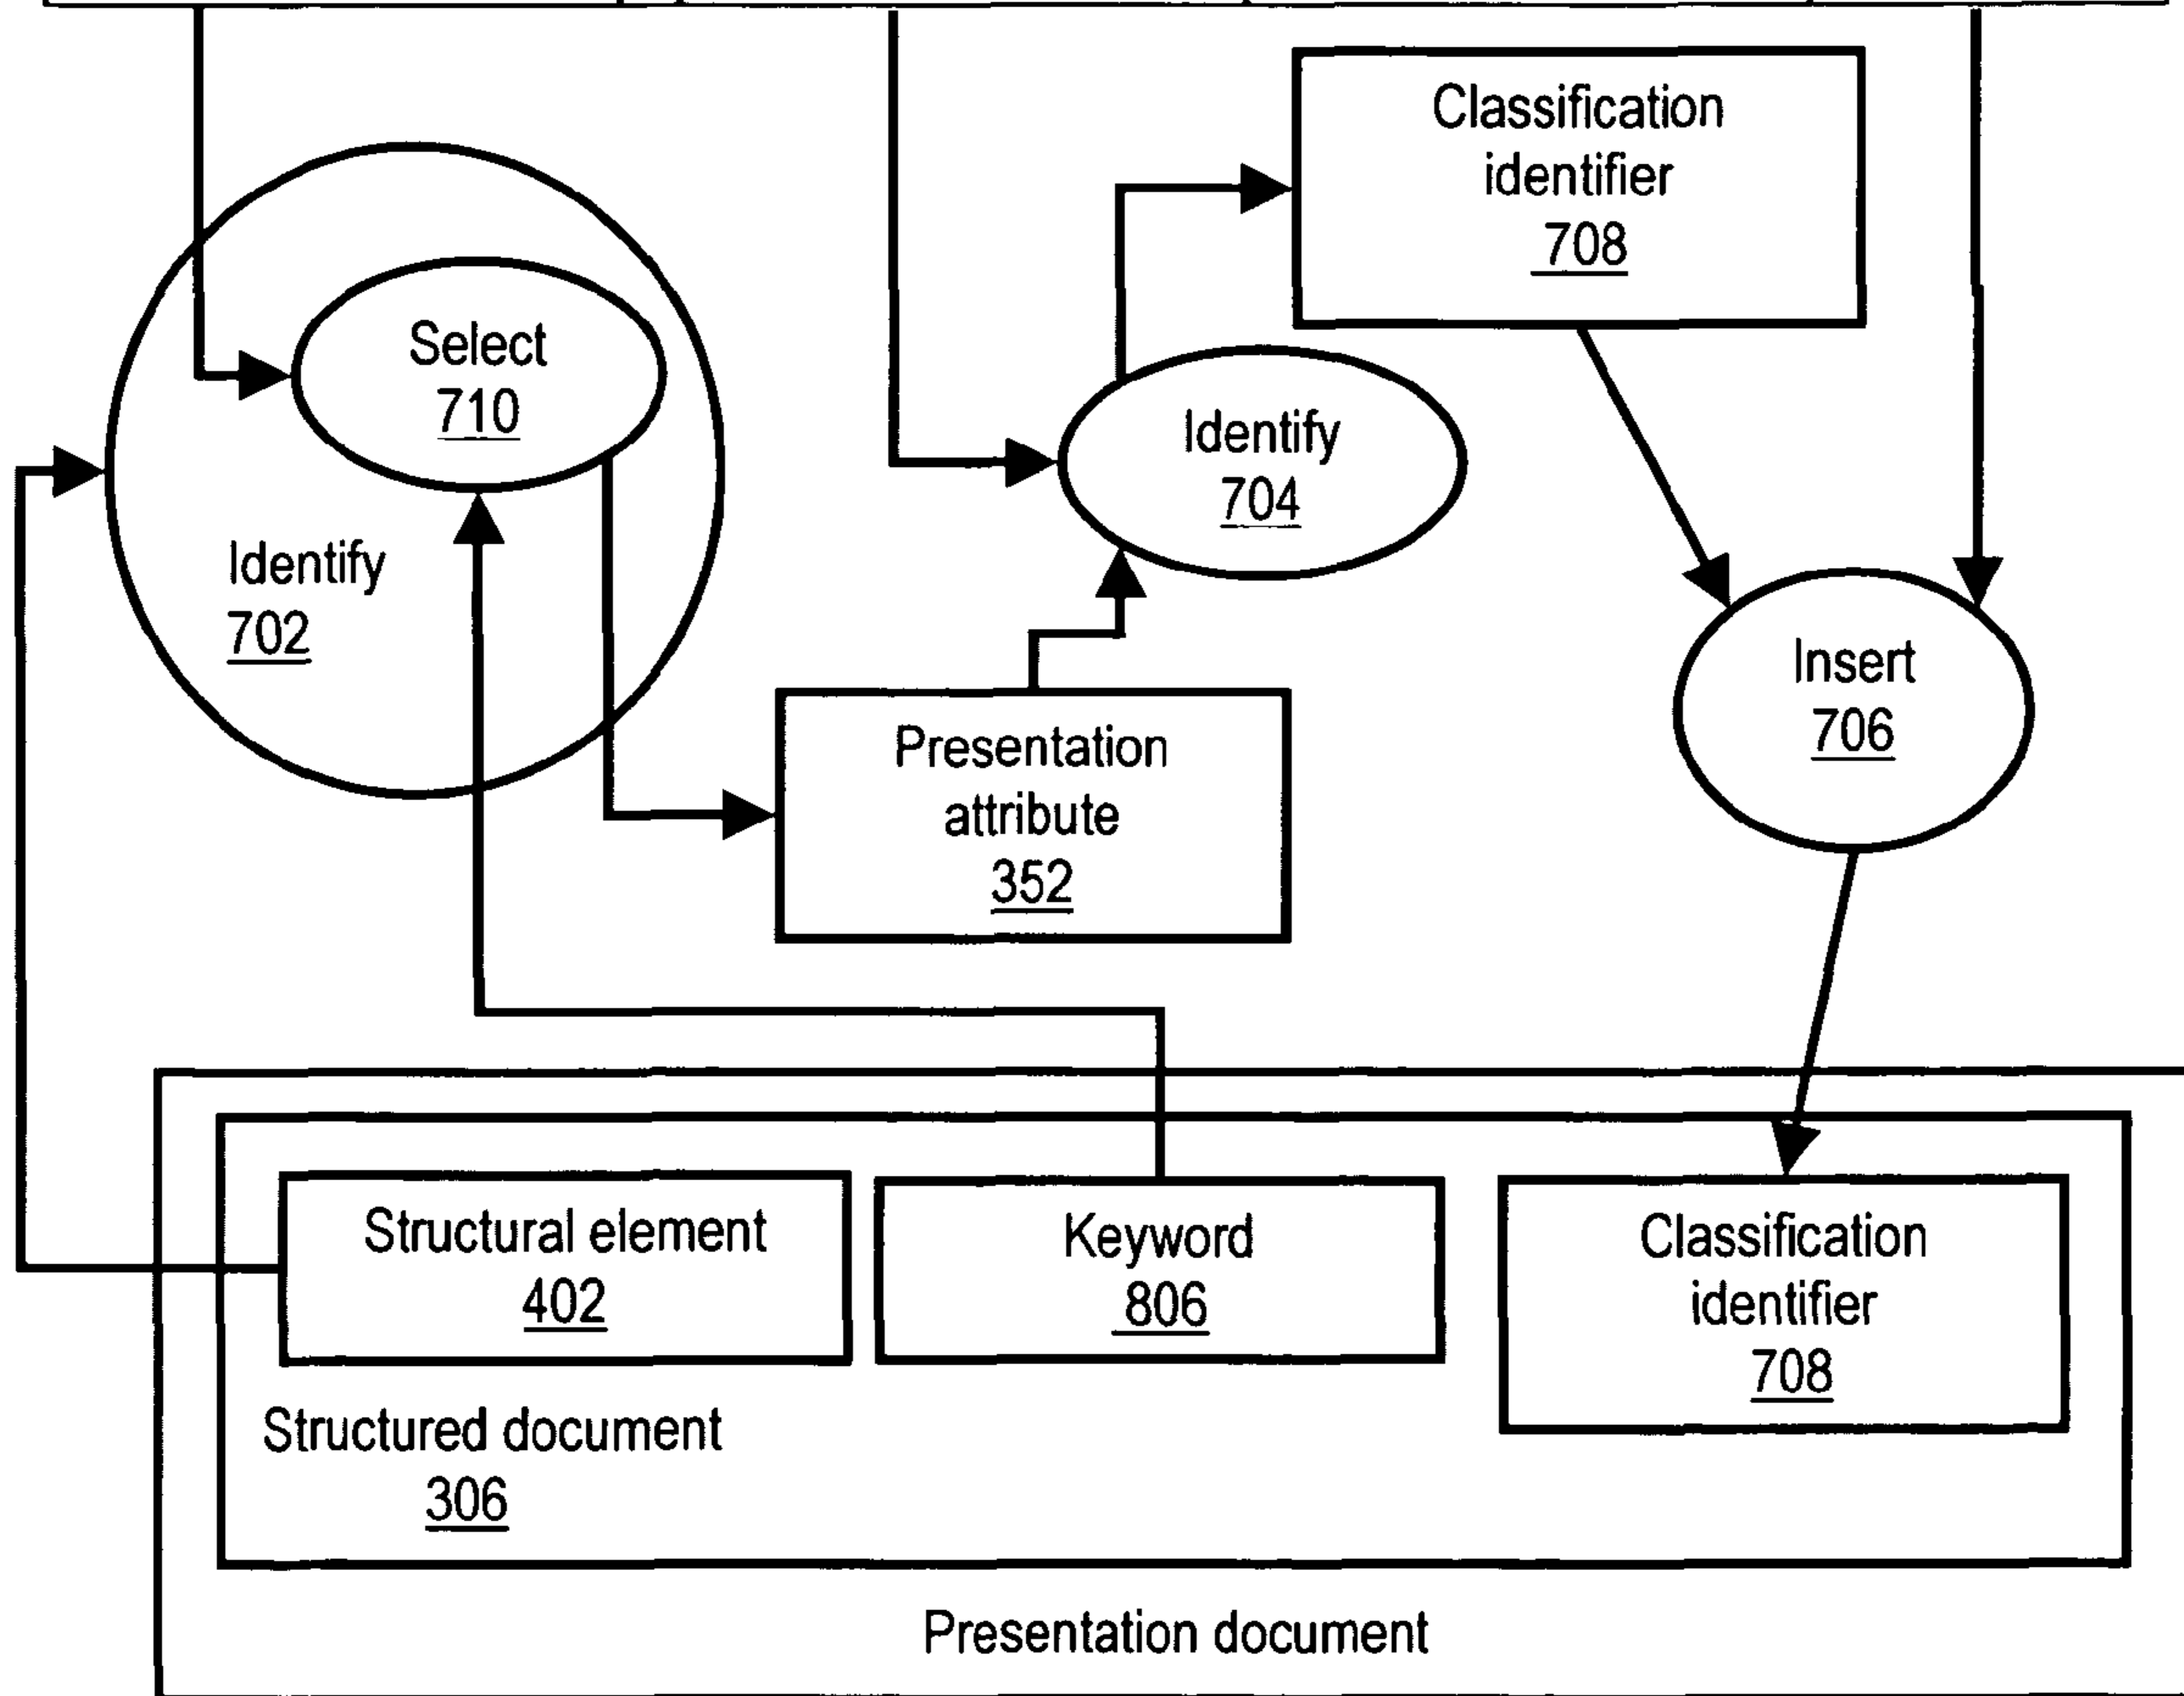 Classification
identifier
708
Select
710
Identify
704
Identify
702
Insert
706
Presentation
attribute
352
Structural element
402
Keyword
806
Classification
identifier
708
Structured document
306
Presentation document